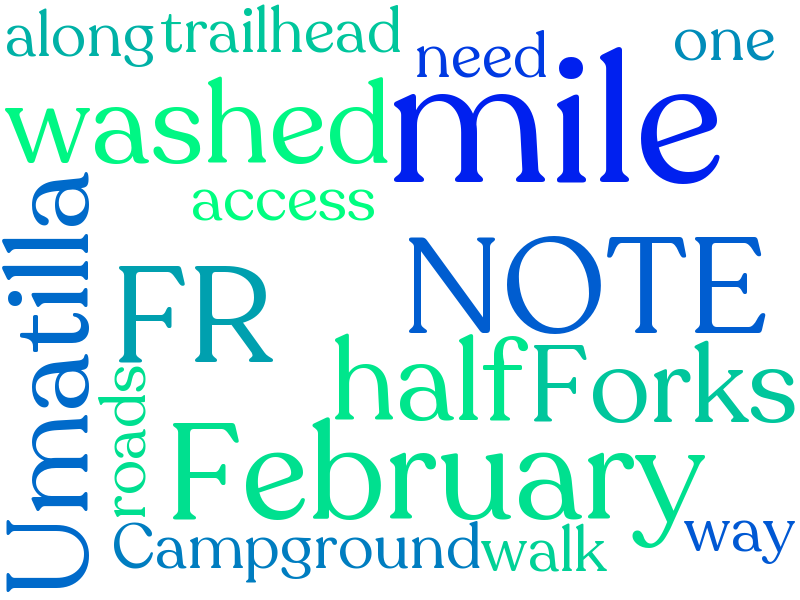 along
trailhead
need
one
washed
mile
access
Umatilla
FR
NOTE
half
Forks
roads
February
Campground
walk
way